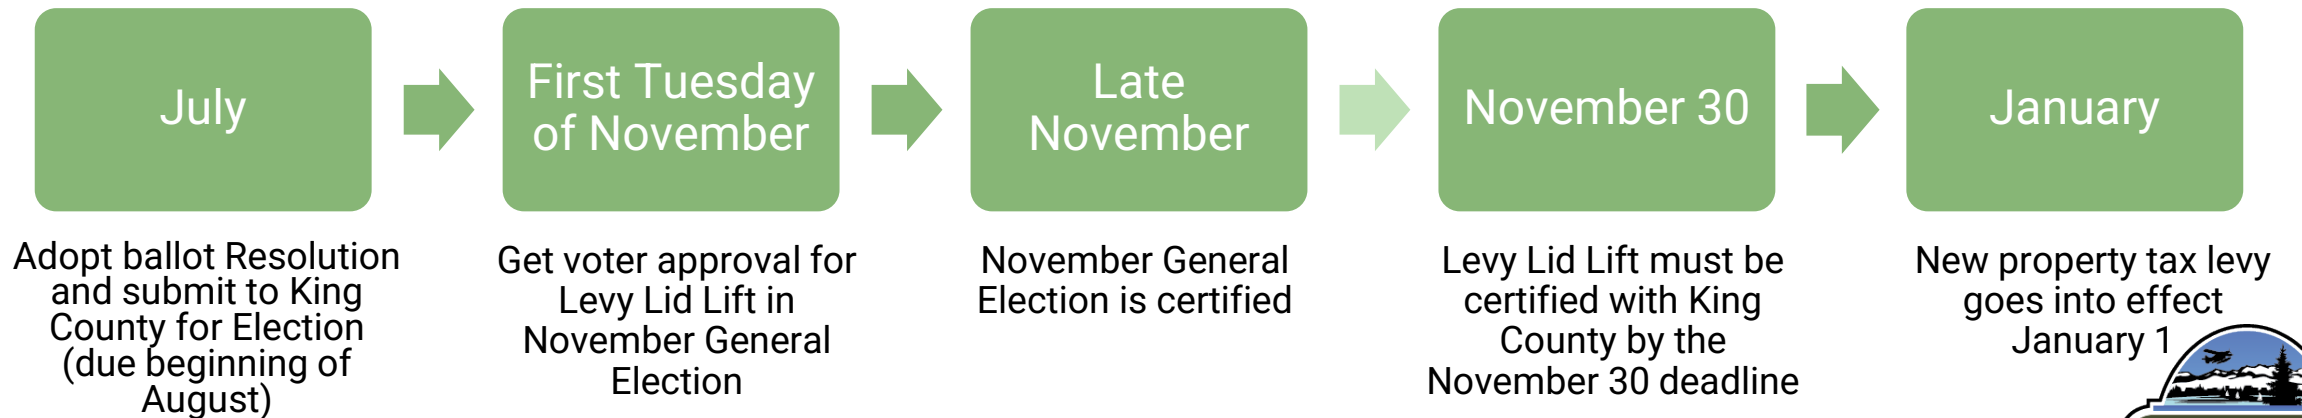 July
First Tuesday
of November
Late
November
November 30
January
Adopt ballot Resolution
and submit to King
County for Election
(due beginning of
August)
Get voter approval for
Levy Lid Lift in
November General
Election
November General
Election is certified
Levy Lid Lift must be
certified with King
County by the
November 30 deadline
New property tax levy
goes into effect
January 1